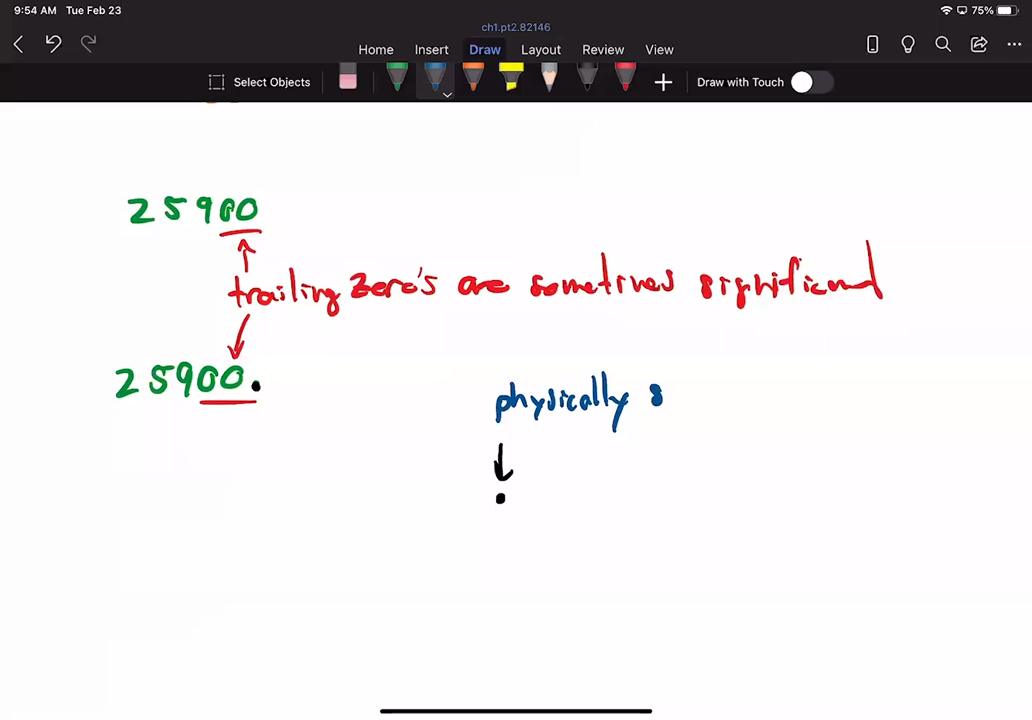 9:54 AM Tue Feb 23 75%
ch1.pt2.82146
Home Insert Draw Layout Review View
Select Objects Draw with Touch
25900
trailing zero's are sometimes significant
25900.
physically s